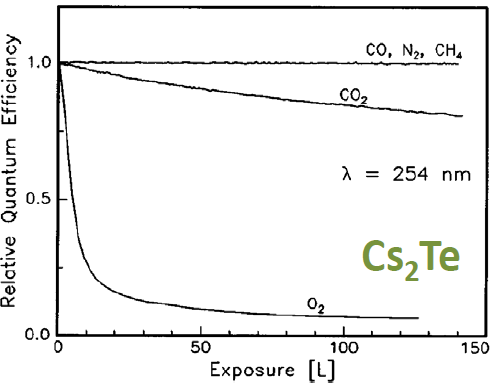 CO, N₂, CH₄
1.0
CO₂
λ = 254 nm
0.5
Relative Quantum Efficiency
Cs₂Te
O₂
0.0
0 50 100 150
Exposure [L]